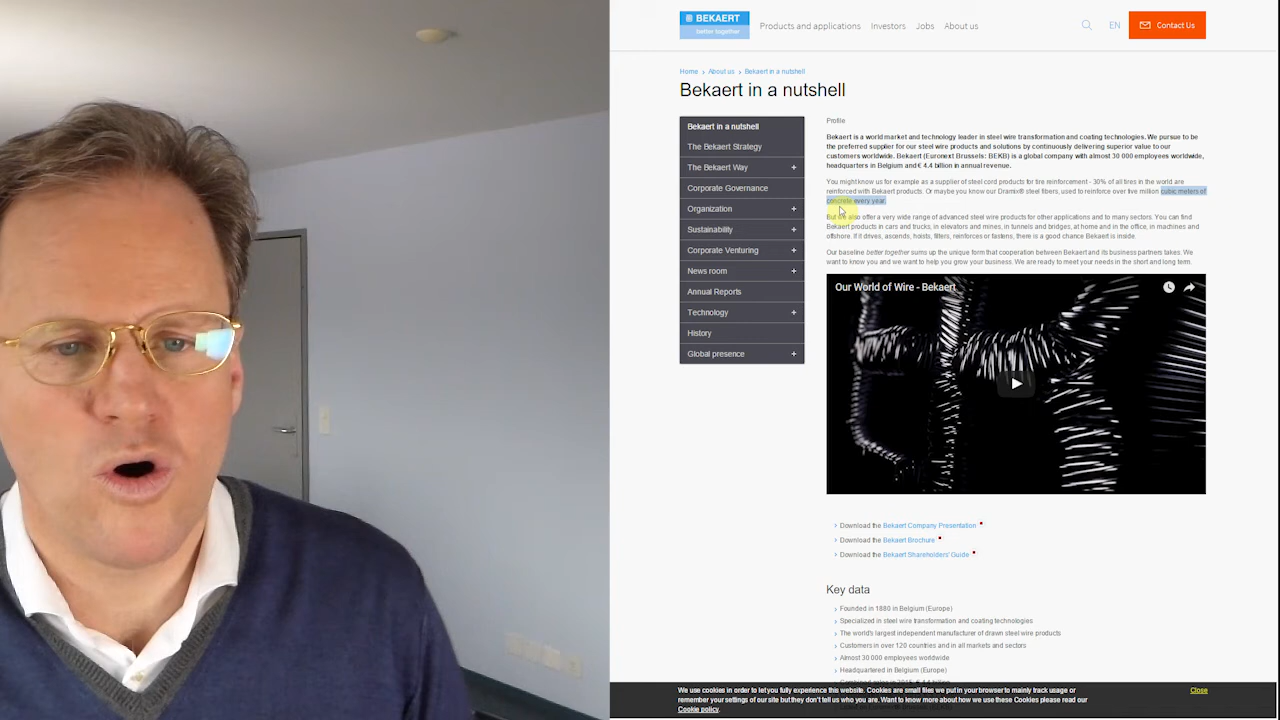 BEKAERT
better together
Products and applications
Investors
Jobs
About us
EN
Contact Us
Home > About us > Bekaert in a nutshell
Bekaert in a nutshell
Bekaert in a nutshell
The Bekaert Strategy
The Bekaert Way +
Corporate Governance
Organization +
Sustainability +
Corporate Venturing +
News room +
Annual Reports
Technology +
History
Global presence +
Profile
Bekaert is a world market and technology leader in steel wire transformation and coating technologies. We pursue to be
the preferred supplier for our steel wire products and solutions by continuously delivering superior value to our
customers worldwide. Bekaert (Euronext Brussels: BEKB) is a global company with almost 30 000 employees worldwide,
headquarters in Belgium and € 4.4 billion in annual revenue.
You might know us for example as a supplier of steel cord products for tire reinforcement - 30% of all tires in the world are
reinforced with Bekaert products. Or maybe you know our Dramix® steel fibers, used to reinforce over five million cubic meters of
concrete every year.
But we also offer a very wide range of advanced steel wire products for other applications and to many sectors. You can find
Bekaert products in cars and trucks, in elevators and mines, in tunnels and bridges, at home and in the office, in machines and
offshore. If it drives, ascends, hoists, filters, reinforces or fastens, there is a good chance Bekaert is inside.
Our baseline better together sums up the unique form that cooperation between Bekaert and its business partners takes. We
want to know you and we want to help you grow your business. We are ready to meet your needs in the short and long term.
Our World of Wire - Bekaert
Download the Bekaert Company Presentation
Download the Bekaert Brochure
Download the Bekaert Shareholders' Guide
Key data
Founded in 1880 in Belgium (Europe)
Specialized in steel wire transformation and coating technologies
The world's largest independent manufacturer of drawn steel wire products
Customers in over 120 countries and in all markets and sectors
Almost 30 000 employees worldwide
Headquartered in Belgium (Europe)
We use cookies in order to let you fully experience this website. Cookies are small files we put in your browser to mainly track usage or
remember your settings of our site but they don't tell us who you are. Want to know more about how we use these Cookies please read our
Cookie policy.
Close